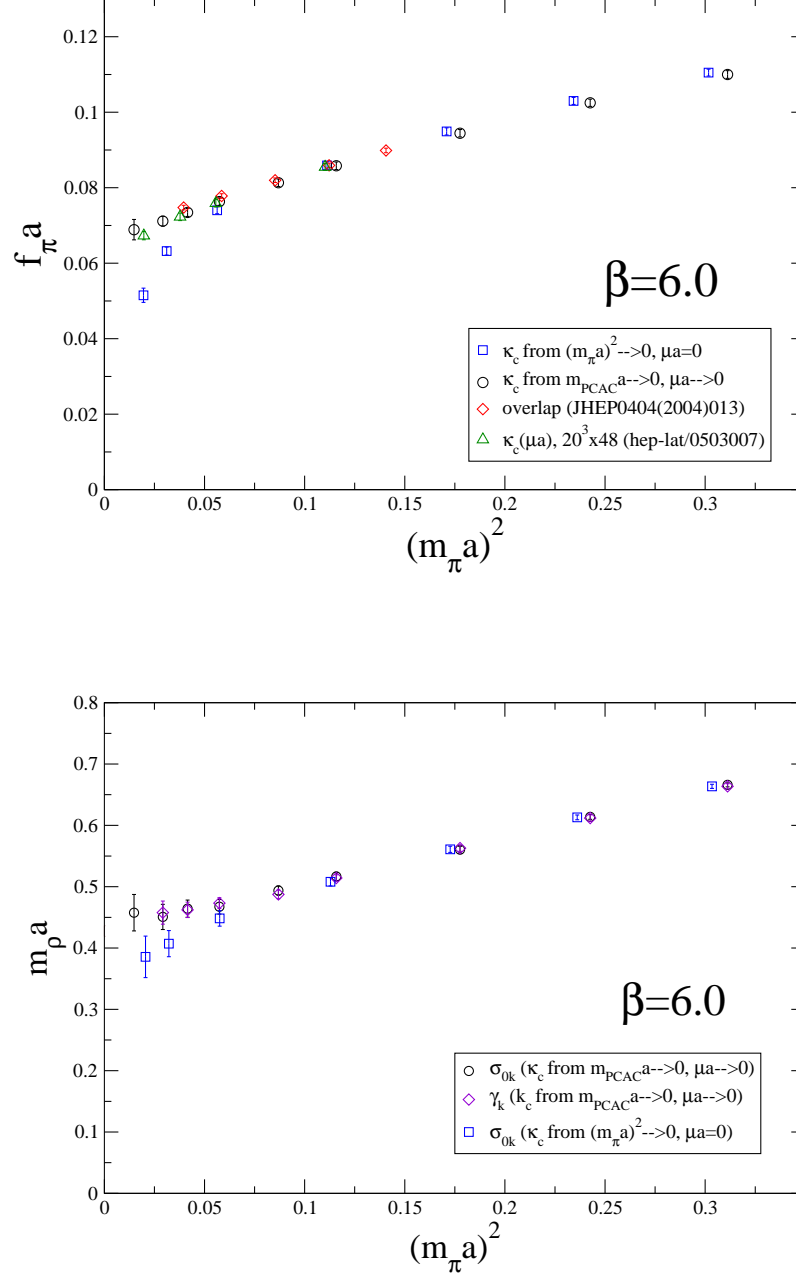 0.12
0.1
0.08
0.06
0.04
0.02
0
f_π a
β=6.0
κ_c from (m_π a)^2-->0, μa=0
κ_c from m_PCAC a-->0, μa-->0
overlap (JHEP0404(2004)013)
κ_c(μa), 20^3x48 (hep-lat/0503007)
0 0.05 0.1 0.15 0.2 0.25 0.3
(m_π a)^2
0.8
0.7
0.6
0.5
0.4
0.3
0.2
0.1
0
m_ρ a
β=6.0
σ_0k (κ_c from m_PCAC a-->0, μa-->0)
γ_k (k_c from m_PCAC a-->0, μa-->0)
σ_0k (κ_c from (m_π a)^2-->0, μa=0)
0 0.05 0.1 0.15 0.2 0.25 0.3
(m_π a)^2